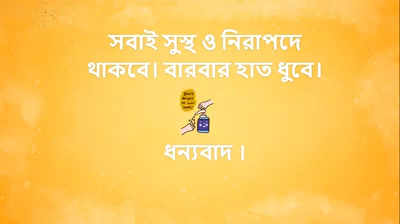 সবাই সুস্থ ও নিরাপদে
থাকবে। বারবার হাত ধুবে।
ধন্যবাদ ।